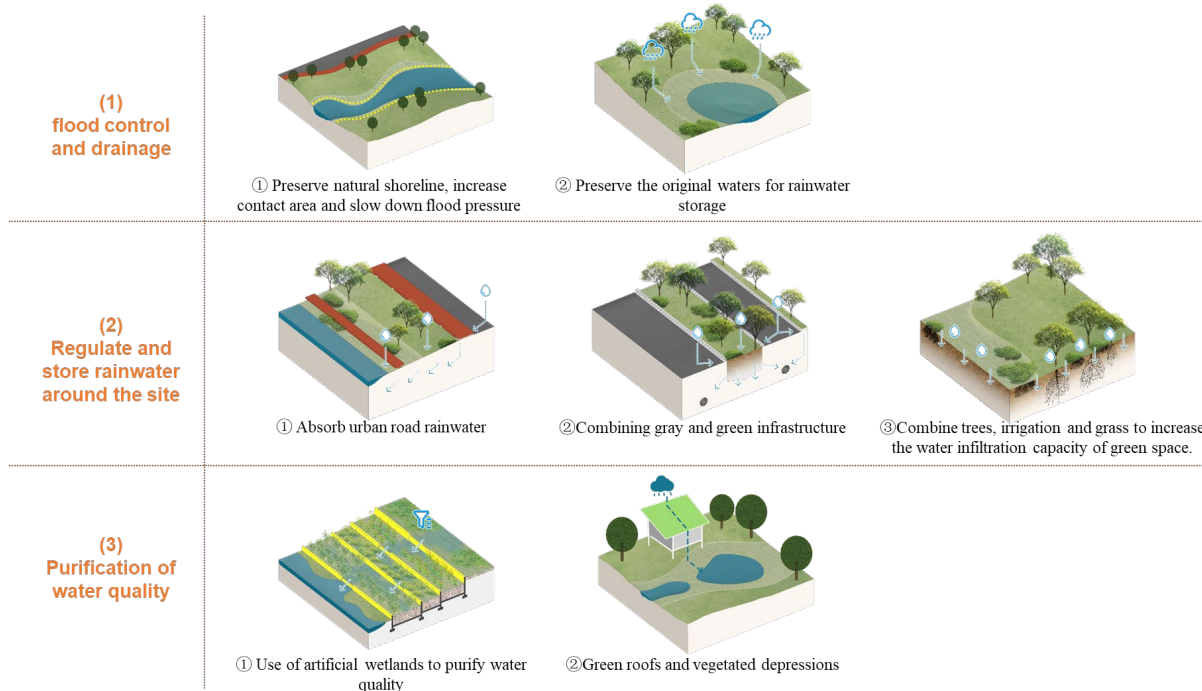 (1)
flood control
and drainage
① Preserve natural shoreline, increase
contact area and slow down flood pressure
② Preserve the original waters for rainwater
storage
(2)
Regulate and
store rainwater
around the site
① Absorb urban road rainwater
②Combining gray and green infrastructure
③Combine trees, irrigation and grass to increase
the water infiltration capacity of green space.
(3)
Purification of
water quality
① Use of artificial wetlands to purify water
quality
②Green roofs and vegetated depressions